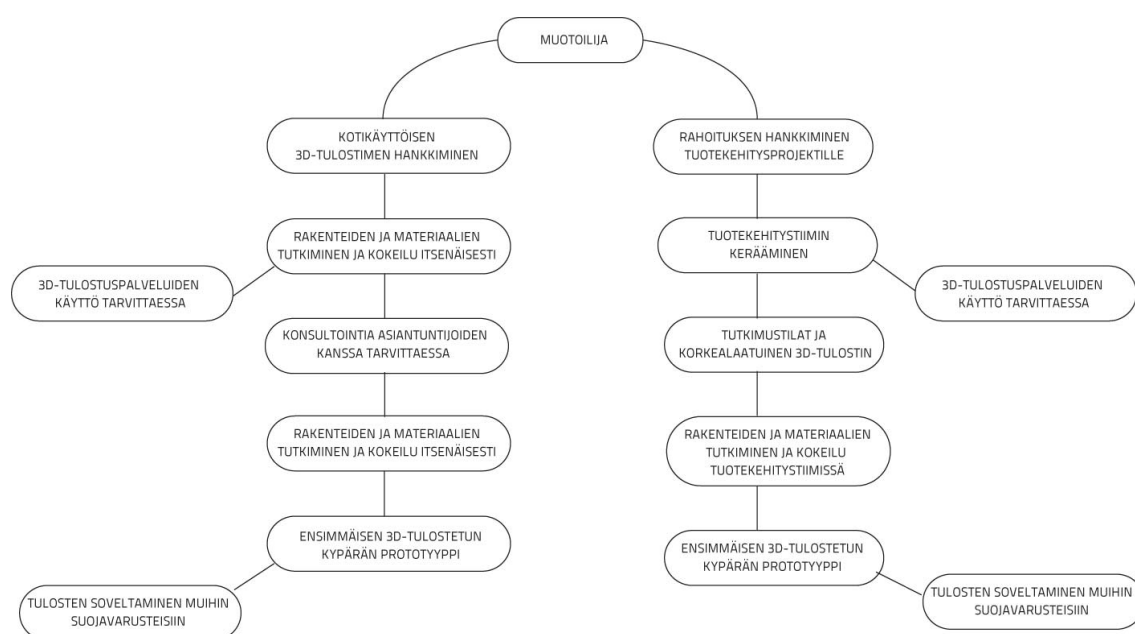 MUOTOILIJA
KOTIKÄYTTÖISEN
3D-TULOSTIMEN HANKKIMINEN
RAKENTEIDEN JA MATERIAALIEN
TUTKIMINEN JA KOKEILU ITSENÄISESTI
3D-TULOSTUSPALVELUIDEN
KÄYTTÖ TARVITTAESSA
KONSULTOINTIA ASIANTUNTIJOIDEN
KANSSA TARVITTAESSA
RAKENTEIDEN JA MATERIAALIEN
TUTKIMINEN JA KOKEILU ITSENÄISESTI
ENSIMMÄISEN 3D-TULOSTETUN
KYPÄRÄN PROTOTYYPPI
TULOSTEN SOVELTAMINEN MUIHIN
SUOJAVARUSTEISIIN
RAHOITUKSEN HANKKIMINEN
TUOTEKEHITYSPROJEKTILLE
TUOTEKEHITYSTIIMIN
KERÄÄMINEN
3D-TULOSTUSPALVELUIDEN
KÄYTTÖ TARVITTAESSA
TUTKIMUSTILAT JA
KORKEALAATUINEN 3D-TULOSTIN
RAKENTEIDEN JA MATERIAALIEN
TUTKIMINEN JA KOKEILU
TUOTEKEHITYSTIIMISSÄ
ENSIMMÄISEN 3D-TULOSTETUN
KYPÄRÄN PROTOTYYPPI
TULOSTEN SOVELTAMINEN MUIHIN
SUOJAVARUSTEISIIN